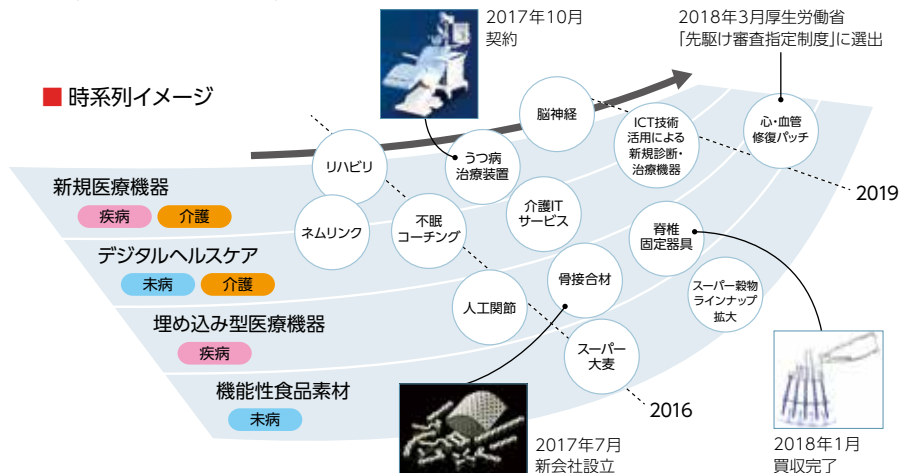 2017年10月
契約
2018年3月厚生労働省
「先駆け審査指定制度」に選出
■ 時系列イメージ
脳神経
ICT技術
活用による
新規診断・
治療機器
心・血管
修復パッチ
リハビリ
うつ病
治療装置
2019
新規医療機器
疾病 介護
ネムリンク
不眠
コーチング
介護IT
サービス
脊椎
固定器具
デジタルヘルスケア
未病 介護
人工関節
骨接合材
スーパー穀物
ラインナップ
拡大
埋め込み型医療機器
疾病
スーパー
大麦
機能性食品素材
未病
2016
2017年7月
新会社設立
2018年1月
買収完了